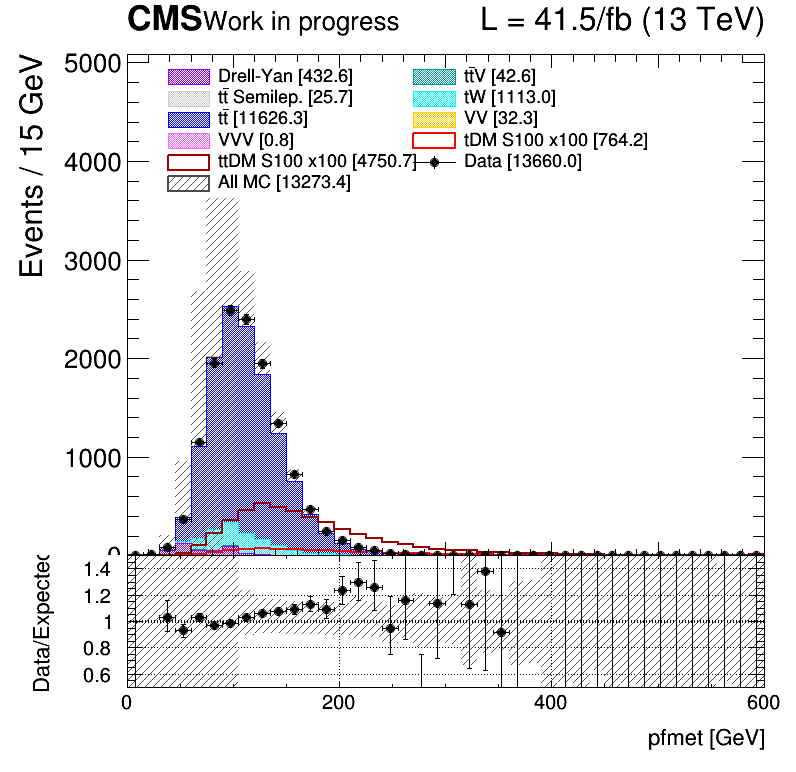 CMS Work in progress L = 41.5/fb (13 TeV)
Events / 15 GeV
5000
3000
2000
1000
0
Drell-Yan [432.6] tt̄V [42.6]
tt̄ Semilep. [25.7] tW [1113.0]
tt̄ [11626.3] VV [32.3]
VVV [0.8] tDM S100 x100 [764.2]
ttDM S100 x100 [4750.7] Data [13660.0]
All MC [13273.4]
Data/Expected
1.4
1.2
1
0.8
0.6
0 200 400 600
pfmet [GeV]